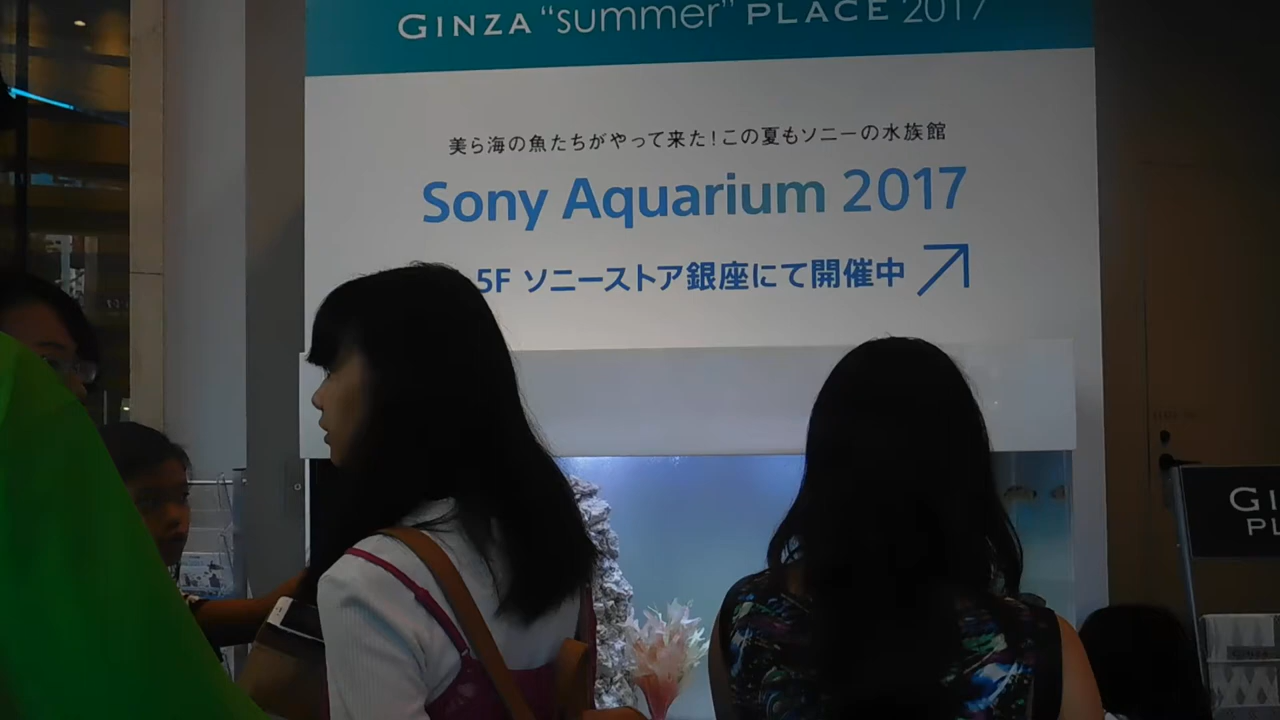 GINZA “summer” PLACE 2017
美ら海の魚たちがやって来た!この夏もソニーの水族館
Sony Aquarium 2017
5F ソニーストア銀座にて開催中
GI
PL